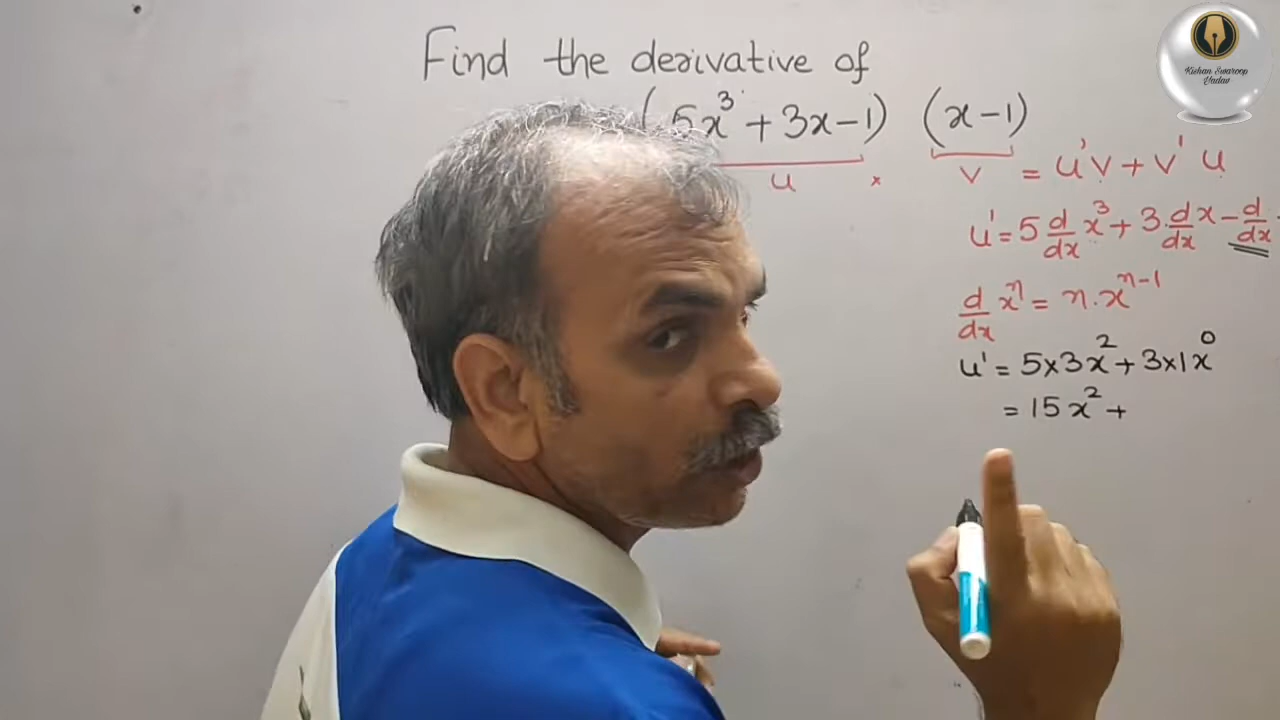 Find the derivative of
(5x³ + 3x - 1) (x - 1)
u × v = u'v + v'u
u' = 5 d/dx x³ + 3. d/dx x - d/dx
d/dx xⁿ = n · xⁿ⁻¹
u' = 5×3x² + 3×1x⁰
= 15x² +
Kishan Swaroop
Yadav